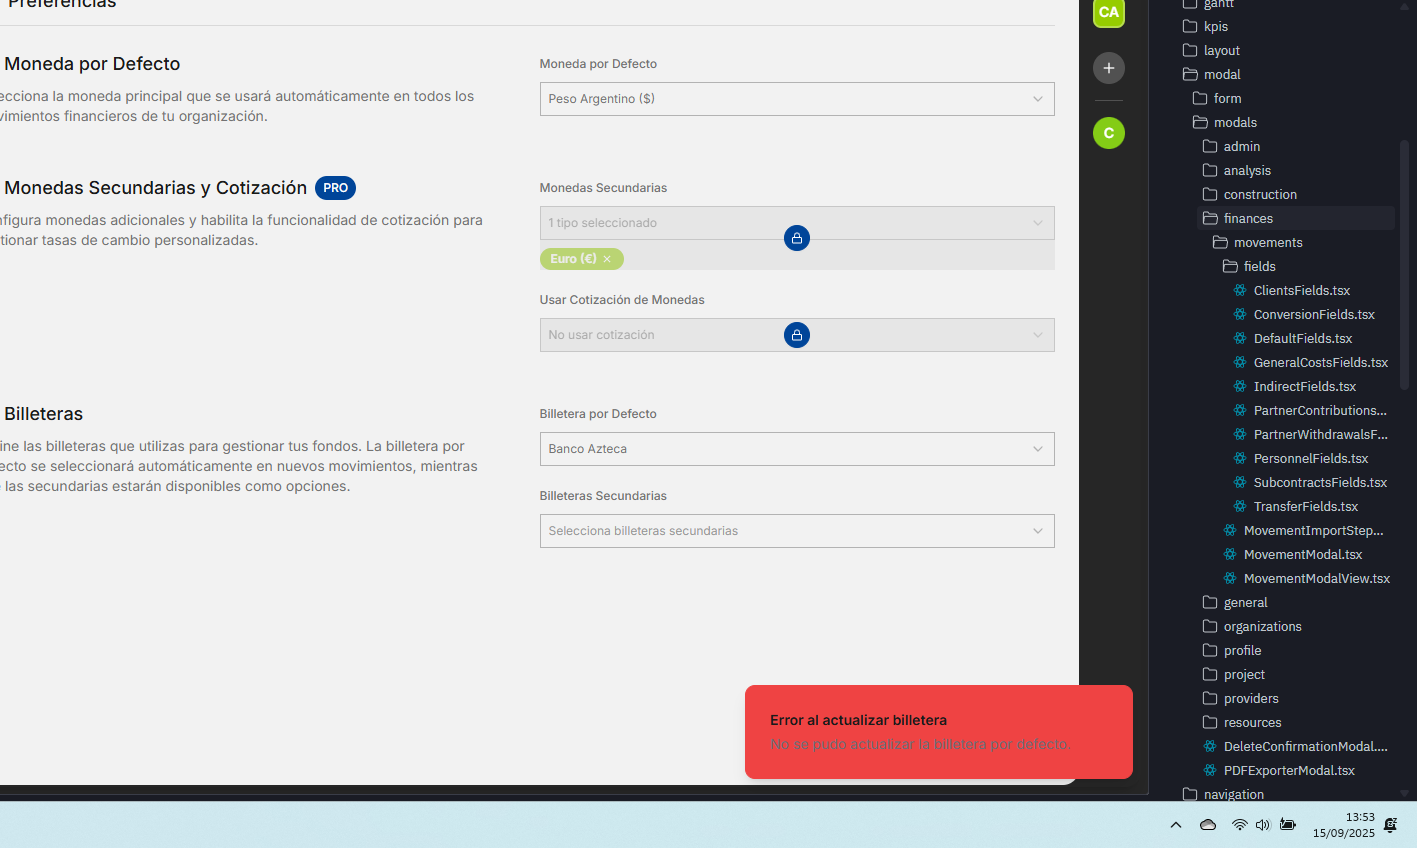 Preferencias
Moneda por Defecto
ecciona la moneda principal que se usará automáticamente en todos los
vimientos financieros de tu organización.
Moneda por Defecto
Peso Argentino ($)
Monedas Secundarias y Cotización PRO
nfigura monedas adicionales y habilita la funcionalidad de cotización para
tionar tasas de cambio personalizadas.
Monedas Secundarias
1 tipo seleccionado
Euro (€) ×
Usar Cotización de Monedas
No usar cotización
Billeteras
ine las billeteras que utilizas para gestionar tus fondos. La billetera por
ecto se seleccionará automáticamente en nuevos movimientos, mientras
las secundarias estarán disponibles como opciones.
Billetera por Defecto
Banco Azteca
Billeteras Secundarias
Selecciona billeteras secundarias
Error al actualizar billetera
No se pudo actualizar la billetera por defecto.
CA
+
C
gantt
kpis
layout
modal
form
modals
admin
analysis
construction
finances
movements
fields
ClientsFields.tsx
ConversionFields.tsx
DefaultFields.tsx
GeneralCostsFields.tsx
IndirectFields.tsx
PartnerContributions...
PartnerWithdrawalsF...
PersonnelFields.tsx
SubcontractsFields.tsx
TransferFields.tsx
MovementImportStep...
MovementModal.tsx
MovementModalView.tsx
general
organizations
profile
project
providers
resources
DeleteConfirmationModal....
PDFExporterModal.tsx
navigation
13:53
15/09/2025